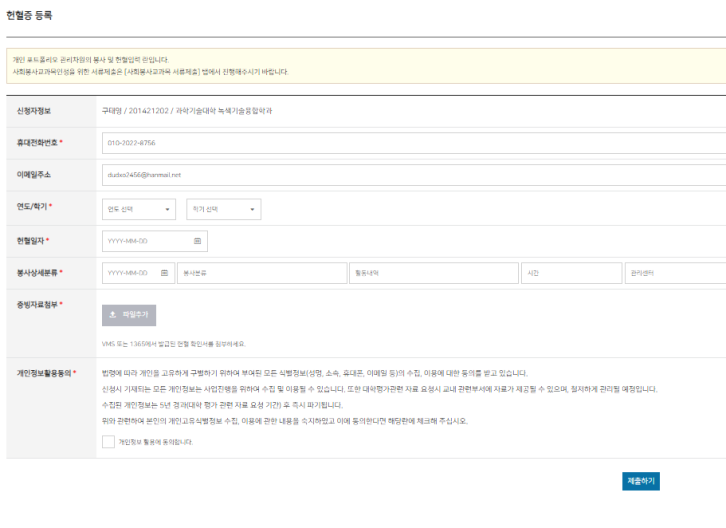 헌혈증 등록
개인 포트폴리오 관리차원의 봉사 및 헌혈입력 란입니다.
사회봉사교과목인정을 위한 서류제출은 [사회봉사교과목 서류제출] 탭에서 진행해주시기 바랍니다.
신청자정보 구태영 / 201421202 / 과학기술대학 녹색기술융합학과
휴대전화번호 * 010-2022-8756
이메일주소 dudxo2456@hanmail.net
연도/학기 * 연도 선택 학기 선택
헌혈일자 * YYYY-MM-DD
봉사상세분류 * YYYY-MM-DD 봉사분류 활동내역 시간 관리센터
증빙자료첨부 * 파일추가
VMS 또는 1365에서 발급된 헌혈 확인서를 첨부하세요.
개인정보활용동의 * 법령에 따라 개인을 고유하게 구별하기 위하여 부여된 모든 식별정보(성명, 소속, 휴대폰, 이메일 등)의 수집, 이용에 대한 동의를 받고 있습니다.
신청시 기재되는 모든 개인정보는 사업진행을 위하여 수집 및 이용될 수 있습니다. 또한 대학평가관련 자료 요청시 교내 관련부서에 자료가 제공될 수 있으며, 철저하게 관리될 예정입니다.
수집된 개인정보는 5년 경과(대학 평가 관련 자료 요청 기간) 후 즉시 파기됩니다.
위와 관련하여 본인의 개인고유식별정보 수집, 이용에 관한 내용을 숙지하였고 이에 동의한다면 해당란에 체크해 주십시오.
개인정보 활용에 동의합니다.
제출하기